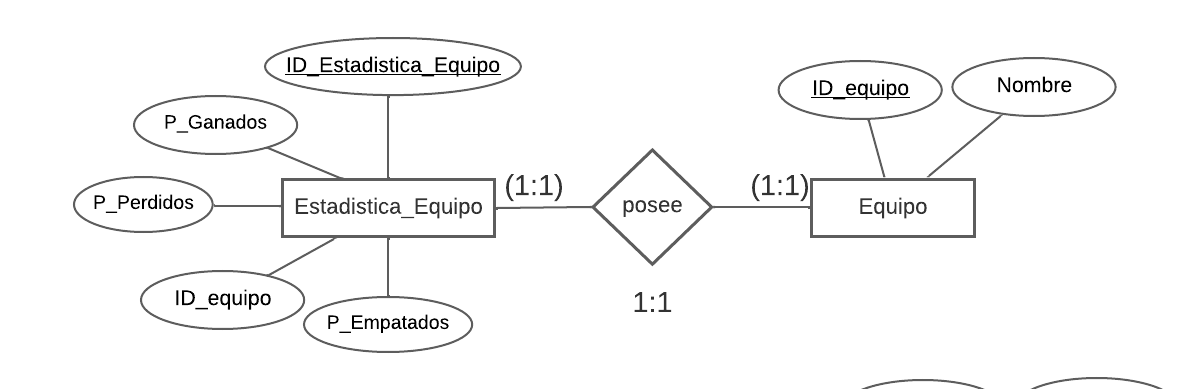 ID_Estadistica_Equipo
P_Ganados
P_Perdidos
Estadistica_Equipo
ID_equipo
P_Empatados
(1:1)
posee
1:1
(1:1)
ID_equipo
Nombre
Equipo